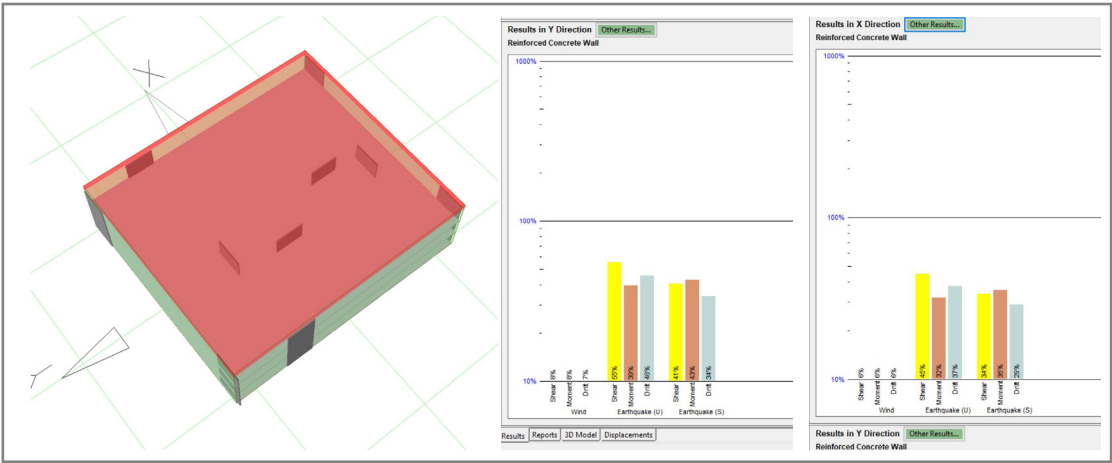 X
Y
Results in Y Direction Other Results...
Reinforced Concrete Wall
1000%
100%
10%
Shear 8%
Moment 8%
Drift 7%
Wind
Shear 55%
Moment 39%
Drift 46%
Earthquake (U)
Shear 41%
Moment 43%
Drift 34%
Earthquake (S)
Results Reports 3D Model Displacements
Results in X Direction Other Results...
Reinforced Concrete Wall
1000%
100%
10%
Shear 6%
Moment 6%
Drift 6%
Wind
Shear 45%
Moment 32%
Drift 37%
Earthquake (U)
Shear 34%
Moment 35%
Drift 29%
Earthquake (S)
Results in Y Direction Other Results...
Reinforced Concrete Wall